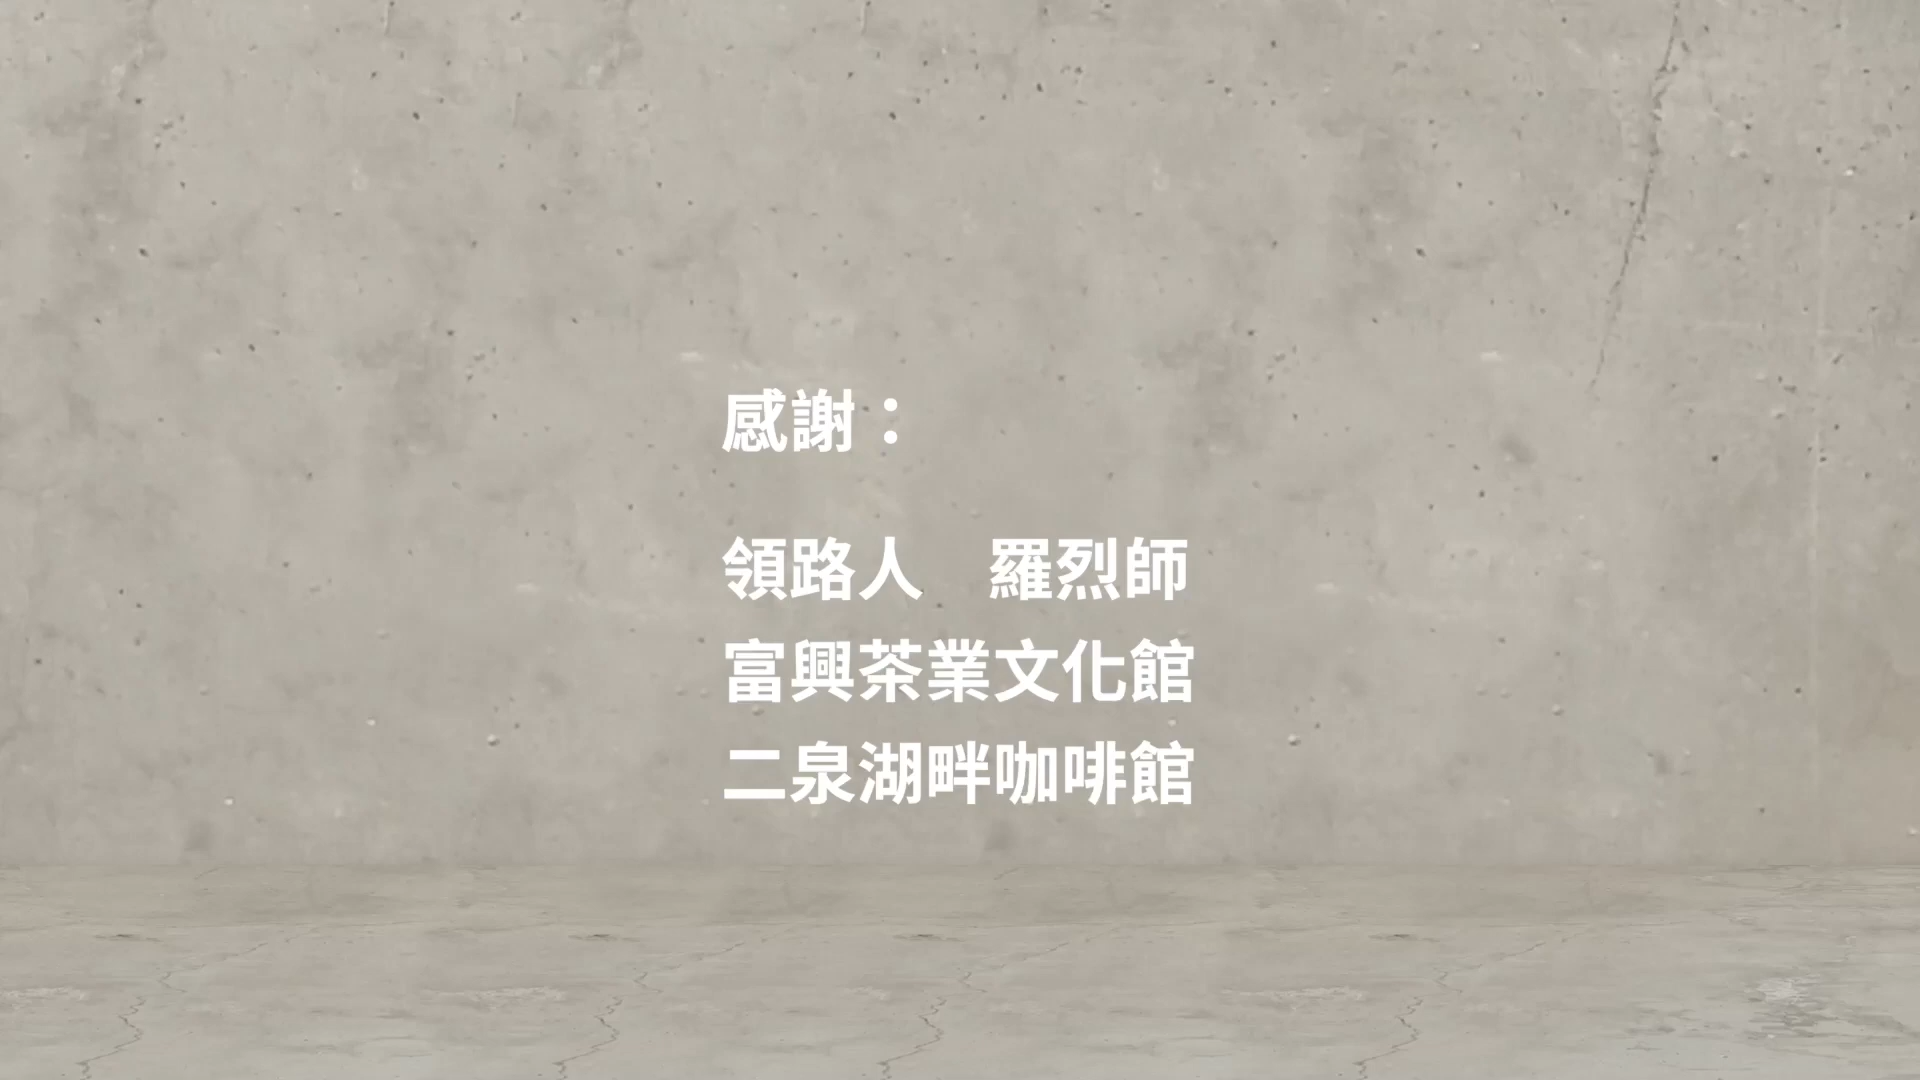 感謝：
領路人　羅烈師
富興茶業文化館
二泉湖畔咖啡館